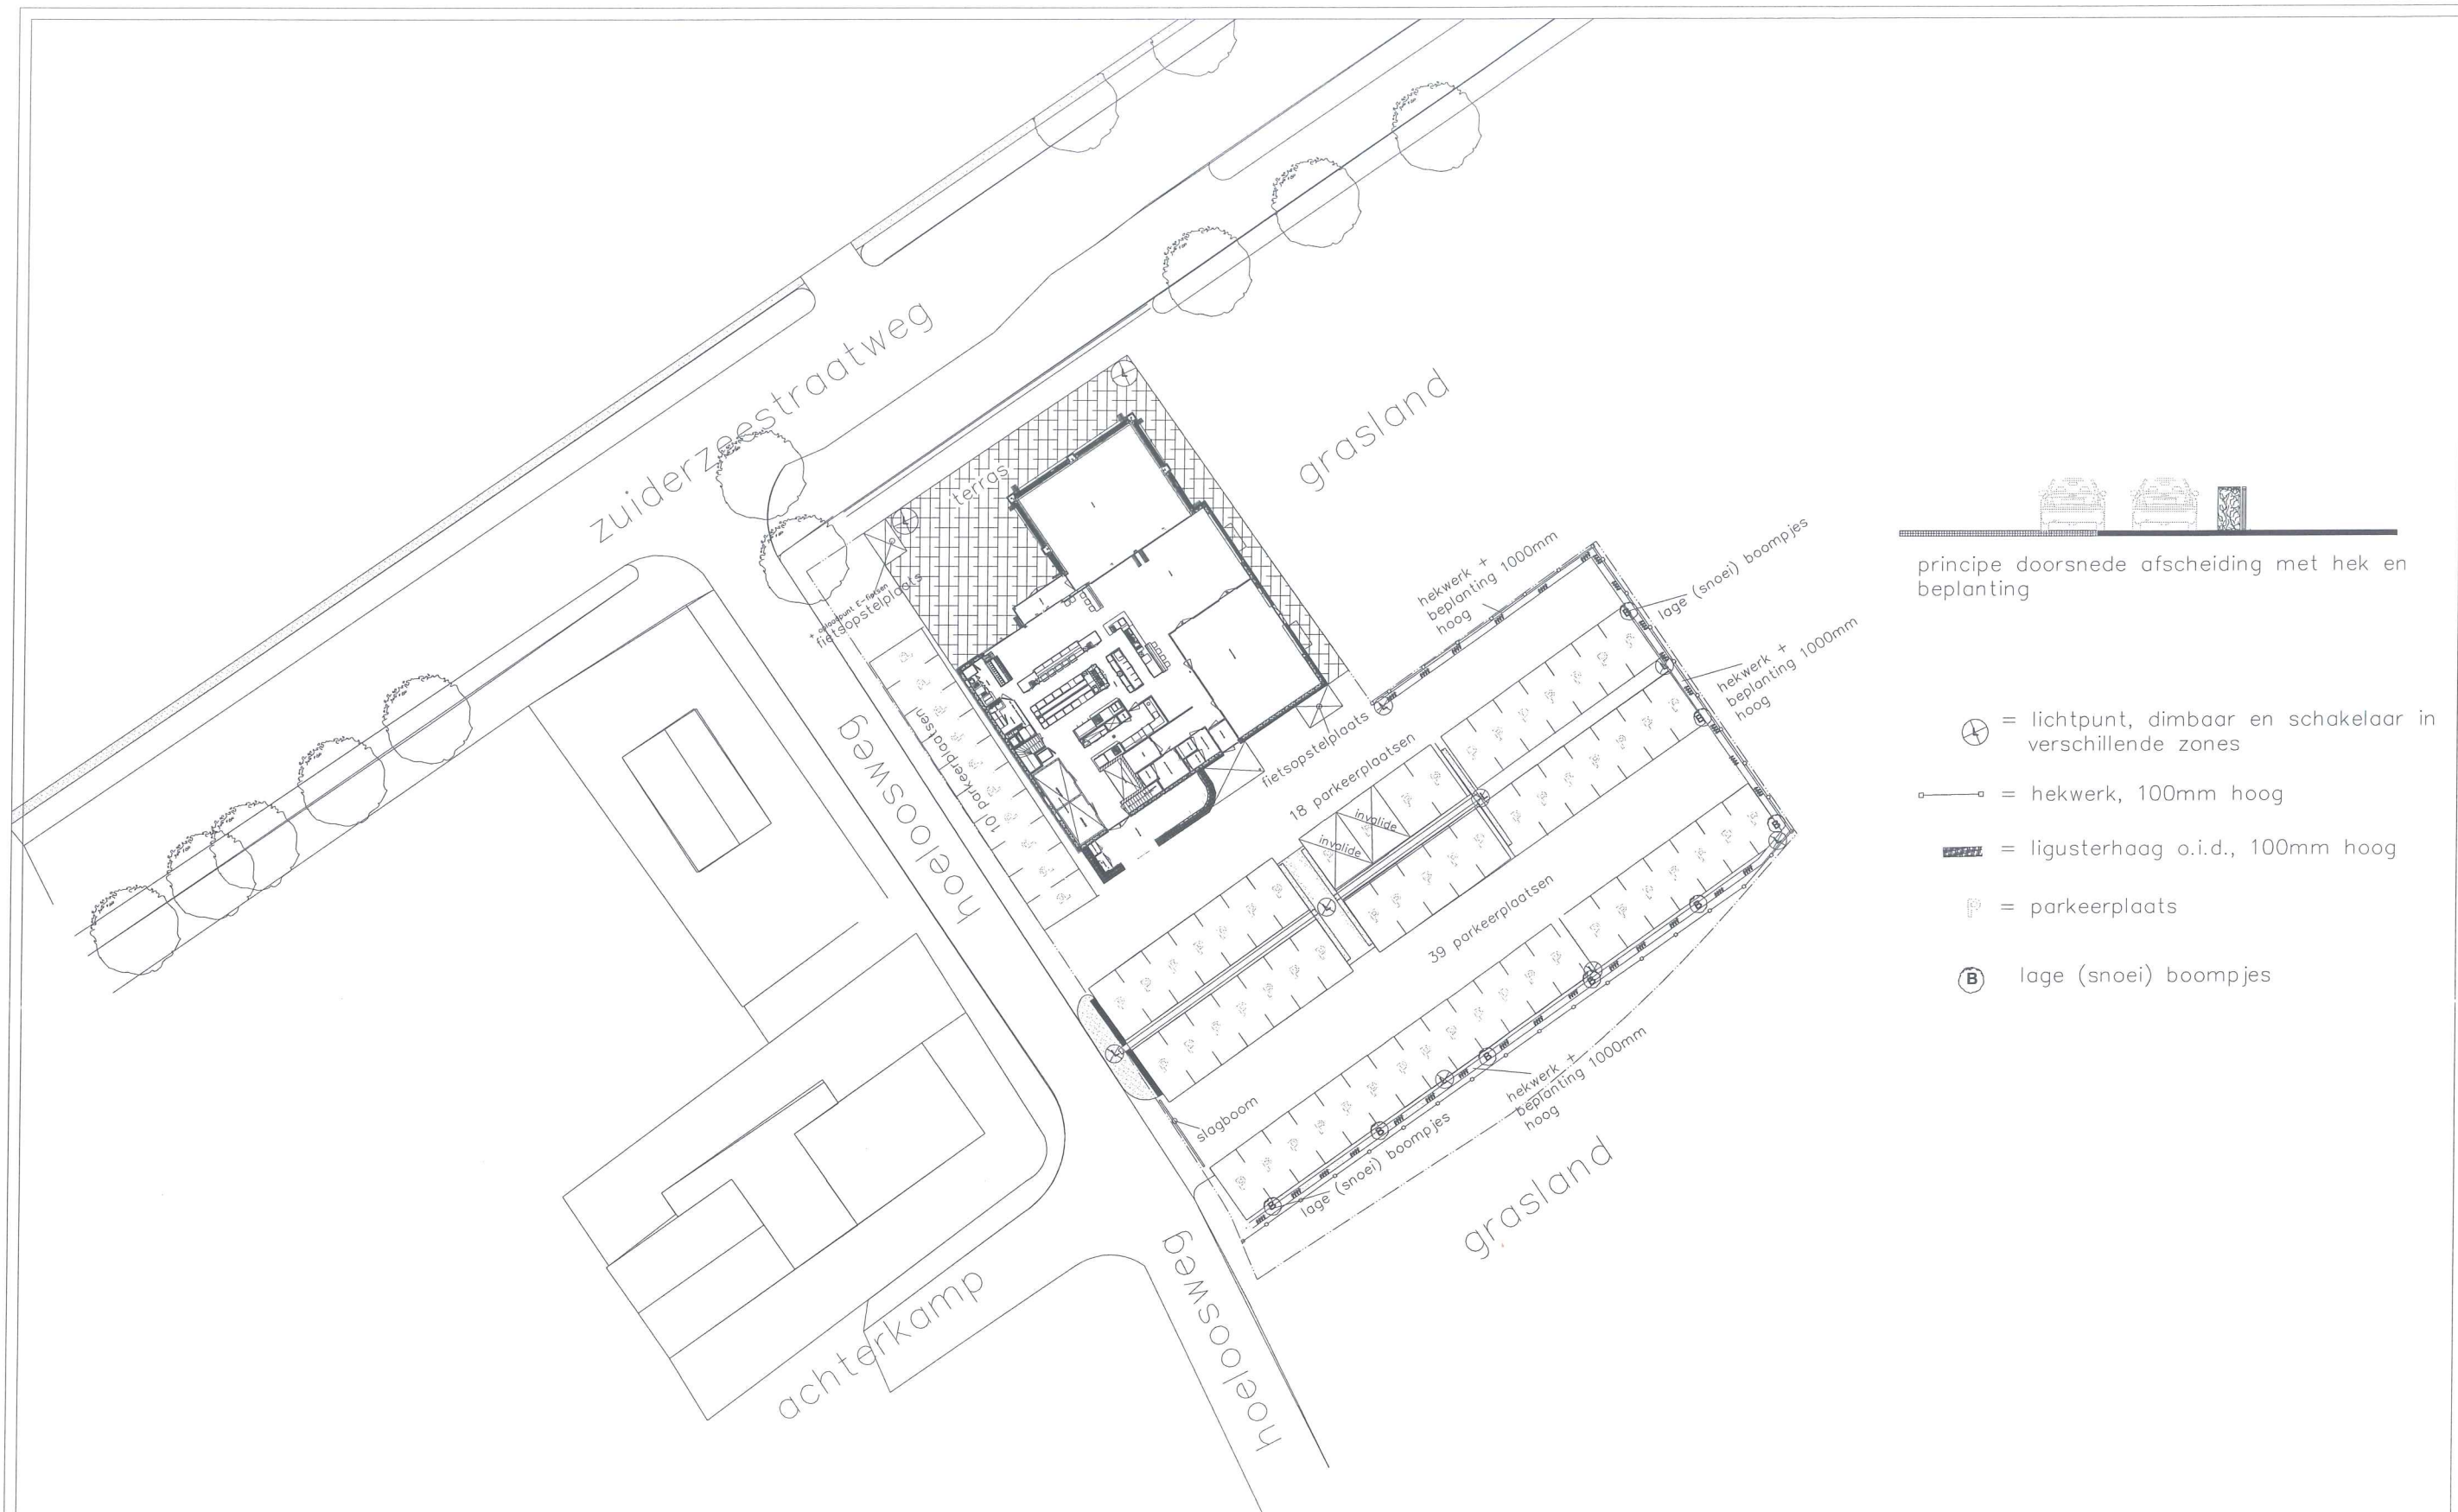 zuiderzeestraatweg
grasland
terras
+ oplaadpunt E-fietsen
fietsopstelplaats
10 parkeerplaatsen
hoeloosweg
fietsopstelplaats
hekwerk +
beplanting 1000mm
hoog
lage (snoei) boompjes
hekwerk +
beplanting 1000mm
hoog
18 parkeerplaatsen
invalide
invalide
39 parkeerplaatsen
slagboom
hekwerk +
beplanting 1000mm
hoog
lage (snoei) boompjes
grasland
achterkamp
hoeloosweg
principe doorsnede afscheiding met hek en
beplanting
= lichtpunt, dimbaar en schakelaar in
verschillende zones
= hekwerk, 100mm hoog
= ligusterhaag o.i.d., 100mm hoog
P = parkeerplaats
B lage (snoei) boompjes